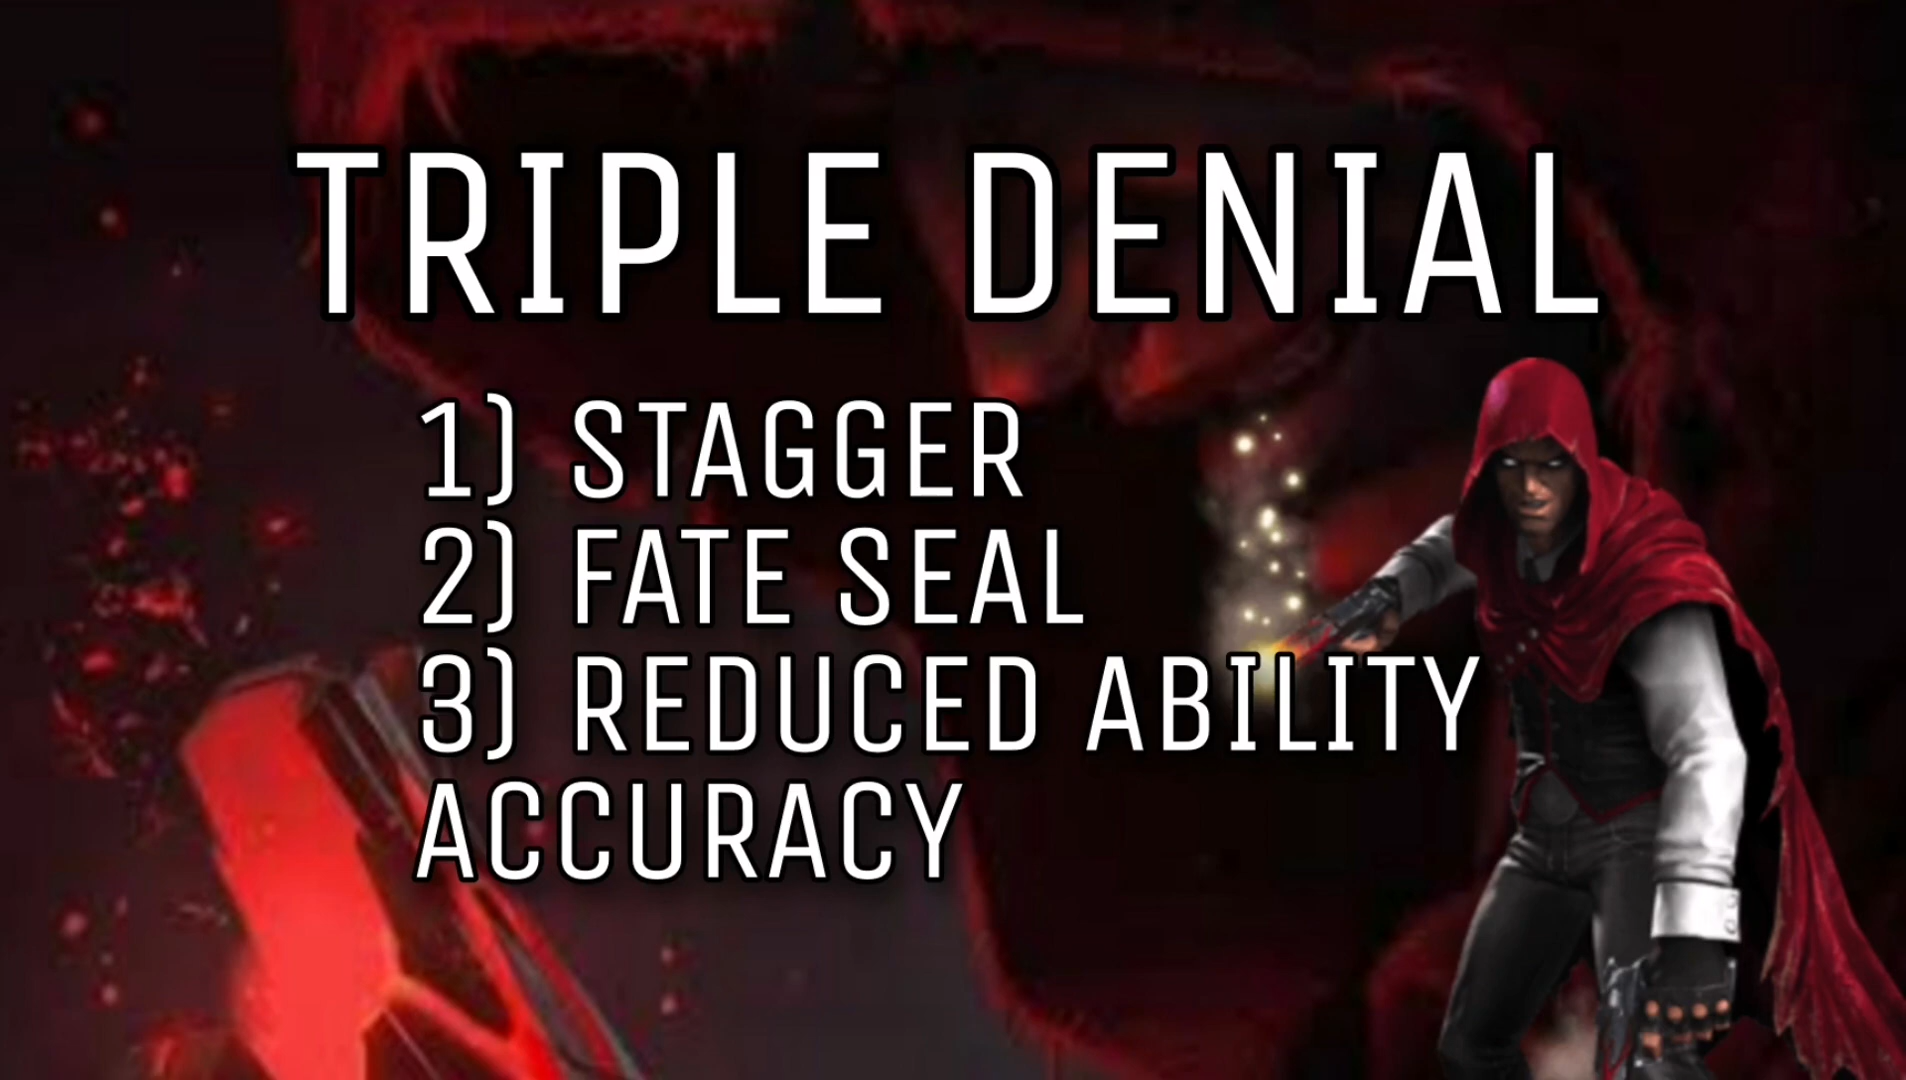 TRIPLE DENIAL
1) STAGGER
2) FATE SEAL
3) REDUCED ABILITY
ACCURACY